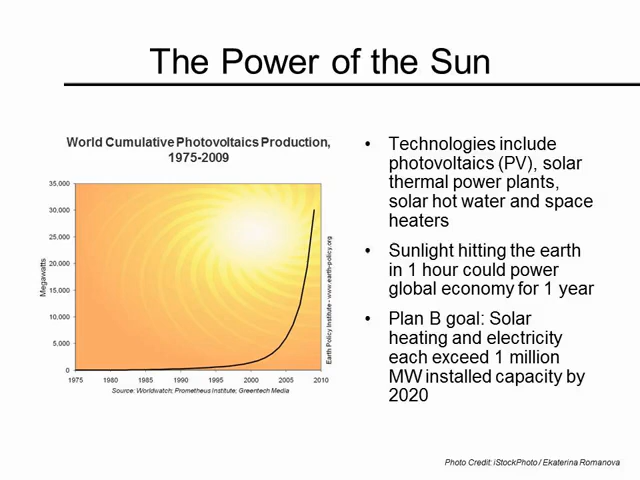 The Power of the Sun
World Cumulative Photovoltaics Production,
1975-2009
35,000
30,000
25,000
20,000
15,000
10,000
5,000
0
Megawatts
1975
1980
1985
1990
1995
2000
2005
2010
Earth Policy Institute - www.earth-policy.org
Source: Worldwatch; Prometheus Institute; Greentech Media
• Technologies include
photovoltaics (PV), solar
thermal power plants,
solar hot water and space
heaters
• Sunlight hitting the earth
in 1 hour could power
global economy for 1 year
• Plan B goal: Solar
heating and electricity
each exceed 1 million
MW installed capacity by
2020
Photo Credit: iStockPhoto / Ekaterina Romanova